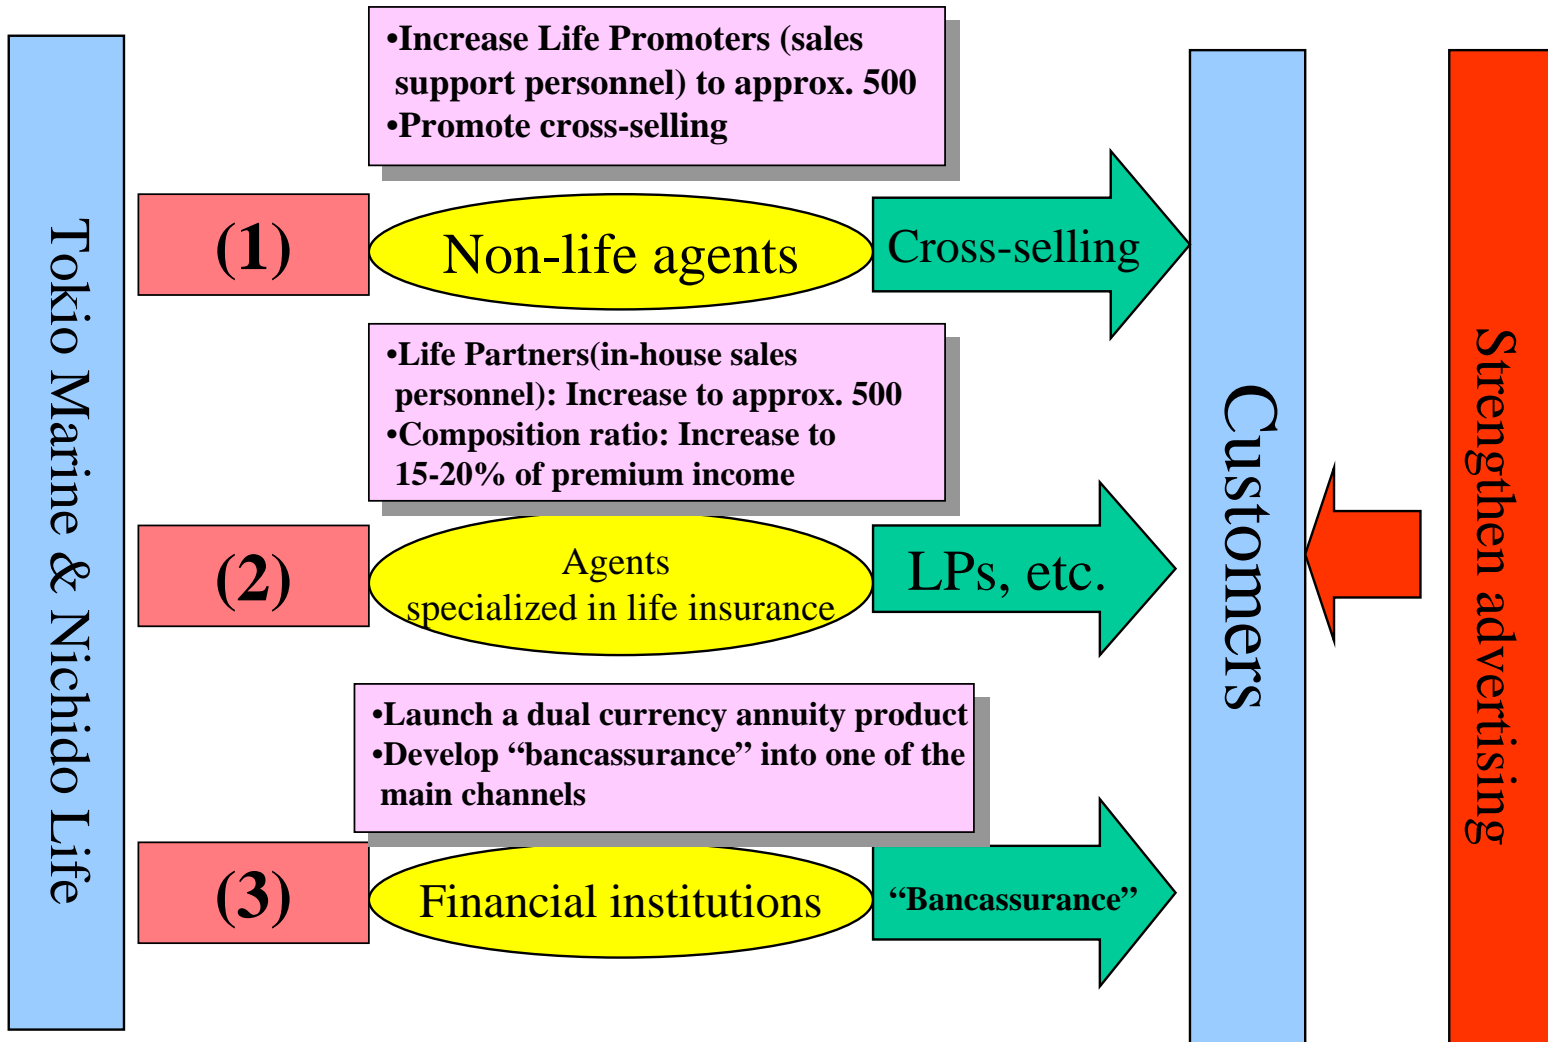 Tokio Marine & Nichido Life
•Increase Life Promoters (sales
support personnel) to approx. 500
•Promote cross-selling
(1)
Non-life agents
Cross-selling
•Life Partners(in-house sales
personnel): Increase to approx. 500
•Composition ratio: Increase to
15-20% of premium income
(2)
Agents
specialized in life insurance
LPs, etc.
•Launch a dual currency annuity product
•Develop “bancassurance” into one of the
main channels
(3)
Financial institutions
“Bancassurance”
Customers
Strengthen advertising